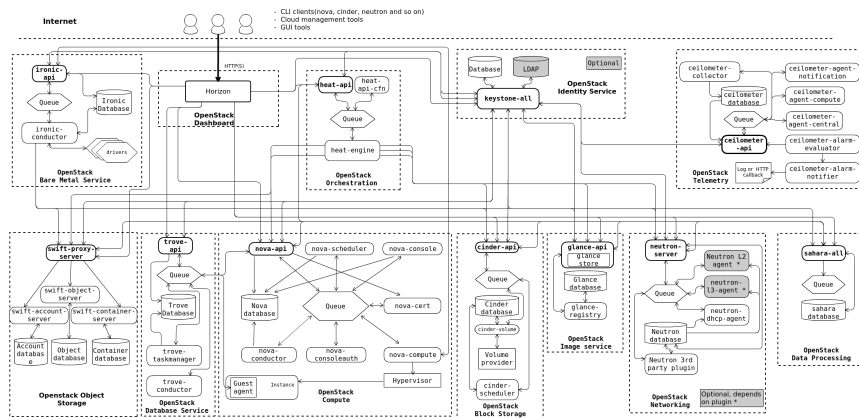 Internet
- CLI clients(nova, cinder, neutron and so on)
- Cloud management tools
- GUI tools
HTTP(S)
ironic-
api
Queue
Ironic
Database
ironic-
conductor
drivers
OpenStack
Bare Metal Service
Horizon
OpenStack
Dashboard
heat-api
heat-
api-cfn
Queue
heat-engine
OpenStack
Orchestration
Database
LDAP
Optional
OpenStack
Identity Service
keystone-all
ceilometer-
collector
ceilometer-agent-
notification
ceilometer
database
ceilometer-
agent-compute
Queue
ceilometer-
agent-central
ceilometer
-api
ceilometer-alarm-
evaluator
Log or HTTP
callback
ceilometer-alarm-
notifier
OpenStack
Telemetry
swift-proxy-
server
swift-object-
server
swift-account-
server
swift-container-
server
Account
databas
e
Object
database
Container
database
Openstack Object
Storage
trove-
api
Queue
Trove
Database
trove-
taskmanager
trove-
conductor
OpenStack
Database Service
nova-api
nova-scheduler
nova-console
Nova
database
Queue
nova-cert
nova-
conductor
nova-
consoleauth
nova-compute
Guest
agent
Instance
Hypervisor
OpenStack
Compute
cinder-api
Queue
Cinder
database
cinder-volume
Volume
provider
cinder-
scheduler
OpenStack
Block Storage
glance-api
glance
store
Glance
database
glance-
registry
OpenStack
Image service
neutron-
server
Neutron L2
agent *
Queue
neutron-
l3-agent *
neutron-
dhcp-agent
Neutron
database
Neutron 3rd
party plugin
OpenStack
Networking
Optional, depends
on plugin *
sahara-all
Queue
sahara
database
OpenStack
Data Processing